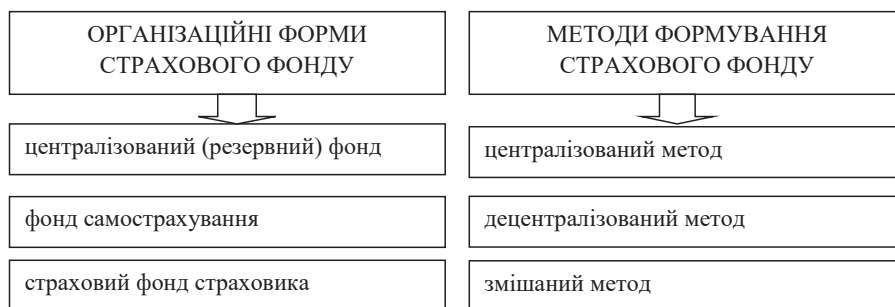 ОРГАНІЗАЦІЙНІ ФОРМИ
СТРАХОВОГО ФОНДУ
централізований (резервний) фонд
фонд самострахування
страховий фонд страховика
МЕТОДИ ФОРМУВАННЯ
СТРАХОВОГО ФОНДУ
централізований метод
децентралізований метод
змішаний метод